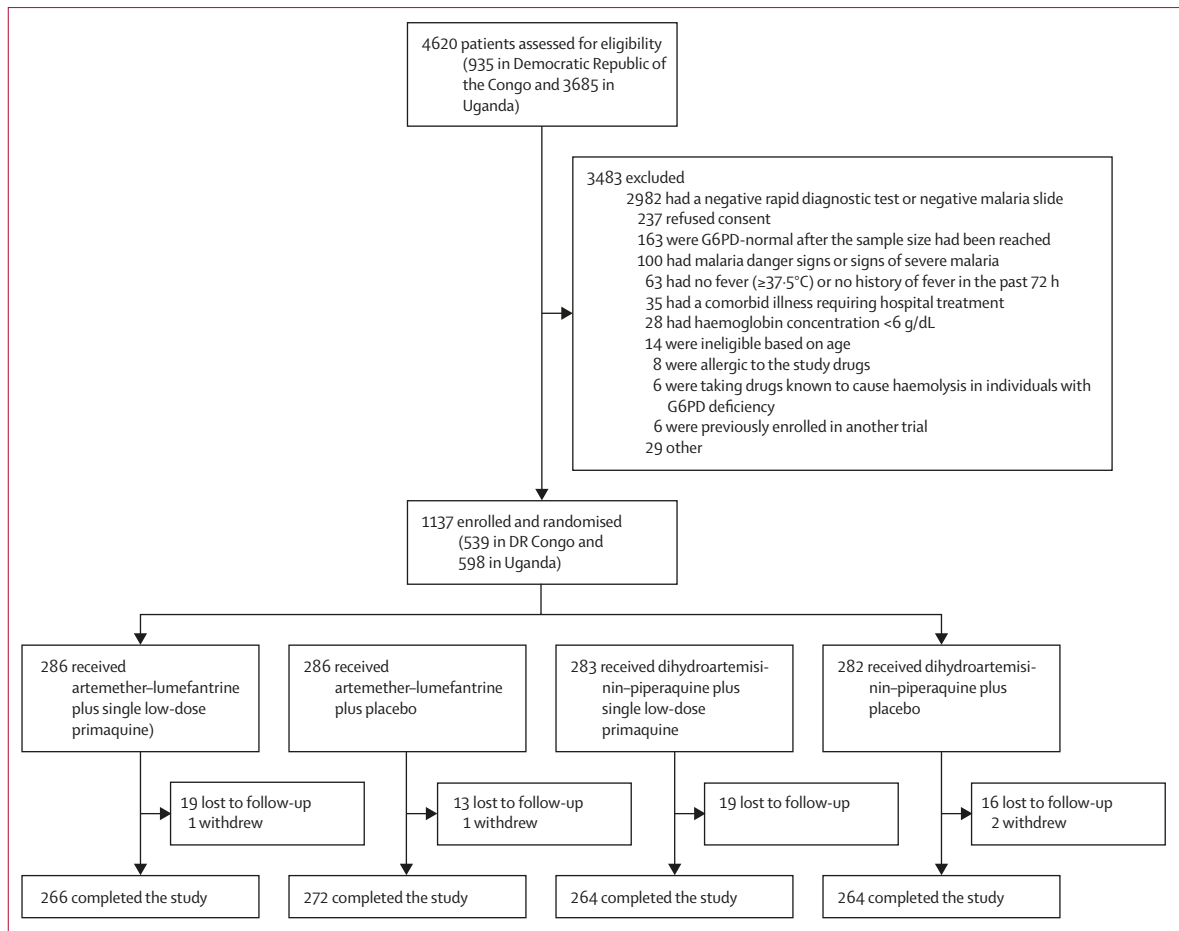 4620 patients assessed for eligibility
(935 in Democratic Republic of
the Congo and 3685 in
Uganda)
3483 excluded
2982 had a negative rapid diagnostic test or negative malaria slide
237 refused consent
163 were G6PD-normal after the sample size had been reached
100 had malaria danger signs or signs of severe malaria
63 had no fever (≥37·5°C) or no history of fever in the past 72 h
35 had a comorbid illness requiring hospital treatment
28 had haemoglobin concentration <6 g/dL
14 were ineligible based on age
8 were allergic to the study drugs
6 were taking drugs known to cause haemolysis in individuals with
G6PD deficiency
6 were previously enrolled in another trial
29 other
1137 enrolled and randomised
(539 in DR Congo and
598 in Uganda)
286 received
artemether–lumefantrine
plus single low-dose
primaquine)
286 received
artemether–lumefantrine
plus placebo
283 received dihydroartemisi-
nin–piperaquine plus
single low-dose
primaquine
282 received dihydroartemisi-
nin–piperaquine plus
placebo
19 lost to follow-up
1 withdrew
13 lost to follow-up
1 withdrew
19 lost to follow-up
16 lost to follow-up
2 withdrew
266 completed the study
272 completed the study
264 completed the study
264 completed the study